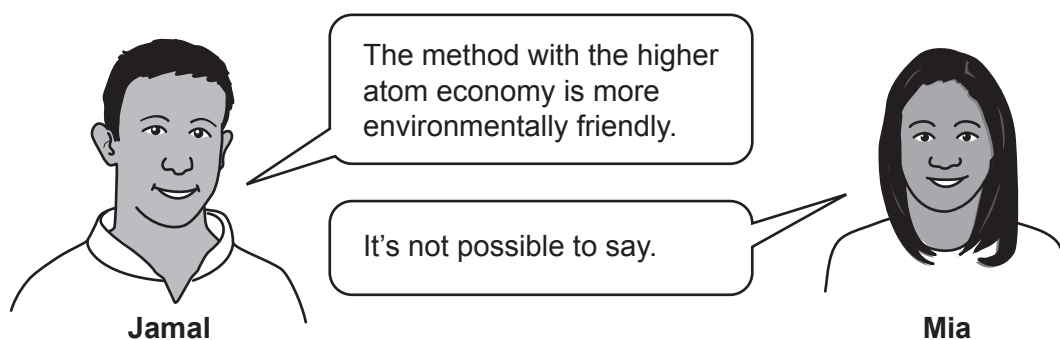 The method with the higher
atom economy is more
environmentally friendly.
It’s not possible to say.
Jamal
Mia